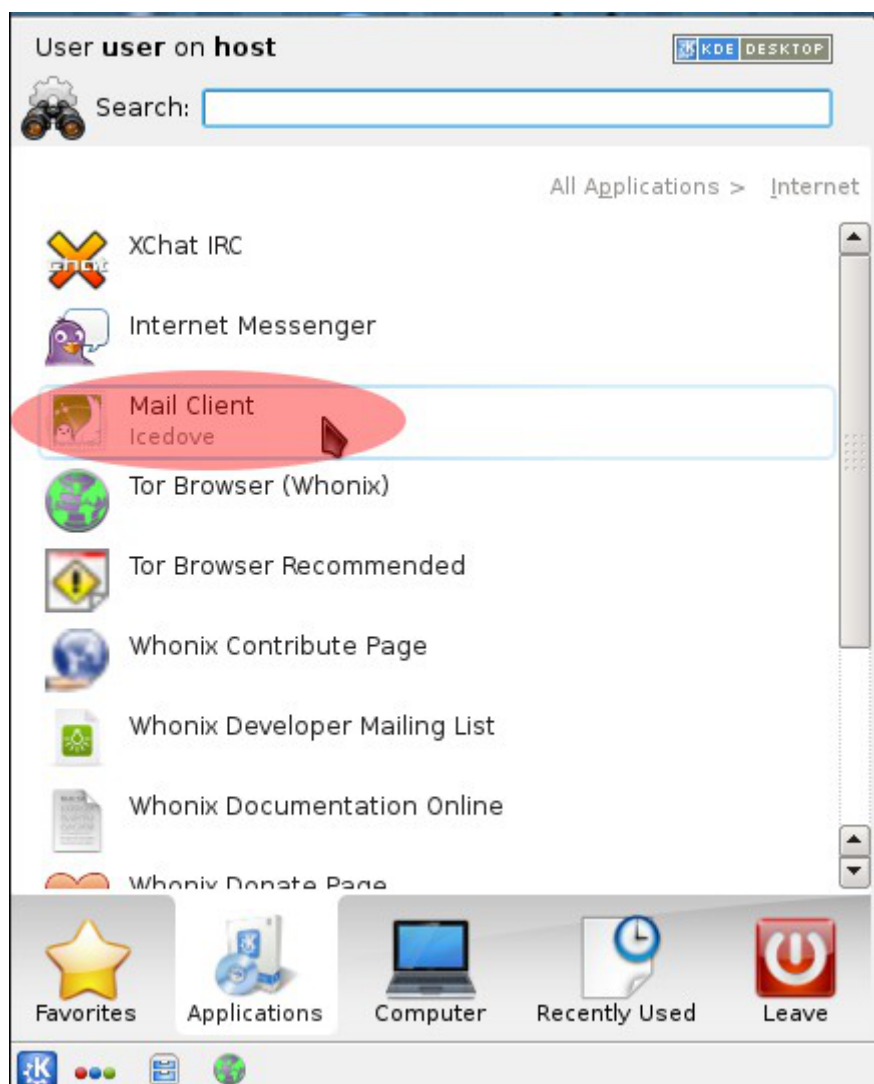 User user on host
KDE DESKTOP
Search:
All Applications > Internet
XChat IRC
Internet Messenger
Mail Client
Icedove
Tor Browser (Whonix)
Tor Browser Recommended
Whonix Contribute Page
Whonix Developer Mailing List
Whonix Documentation Online
Whonix Donate Page
Favorites
Applications
Computer
Recently Used
Leave